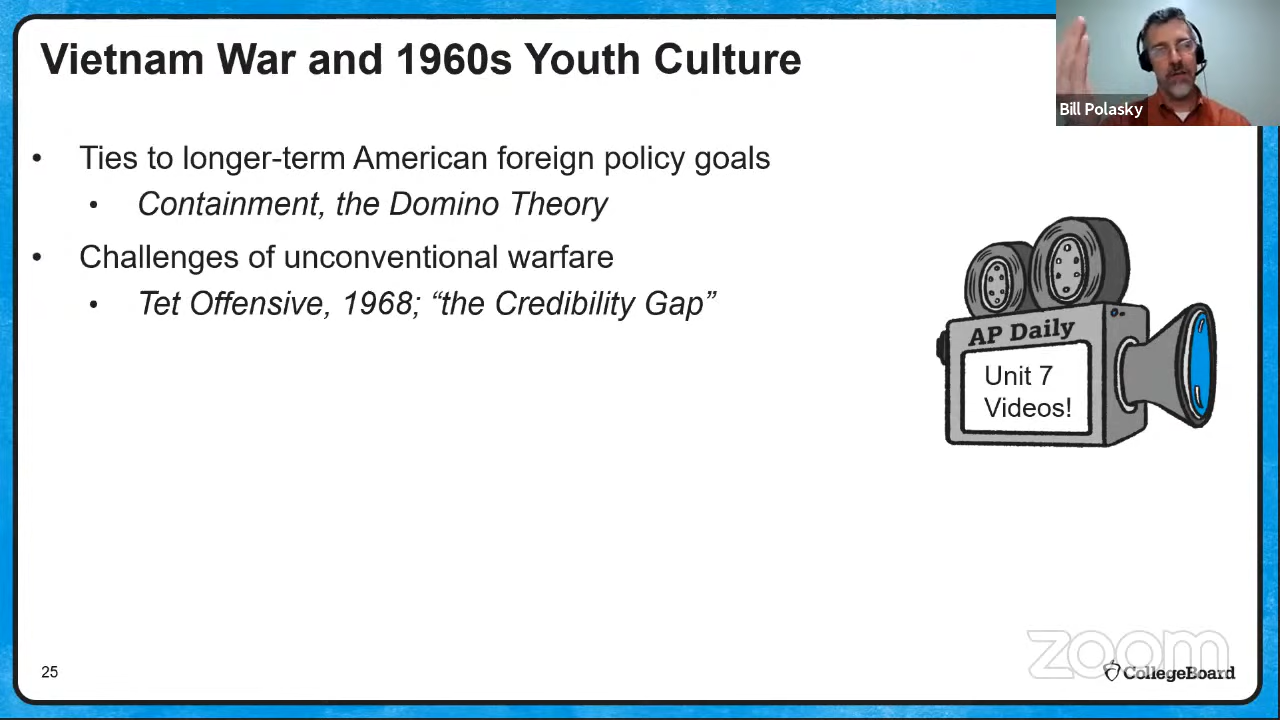 Vietnam War and 1960s Youth Culture
Bill Polasky
• Ties to longer-term American foreign policy goals
• Containment, the Domino Theory
• Challenges of unconventional warfare
• Tet Offensive, 1968; “the Credibility Gap”
AP Daily
Unit 7
Videos!
25
zoom
CollegeBoard